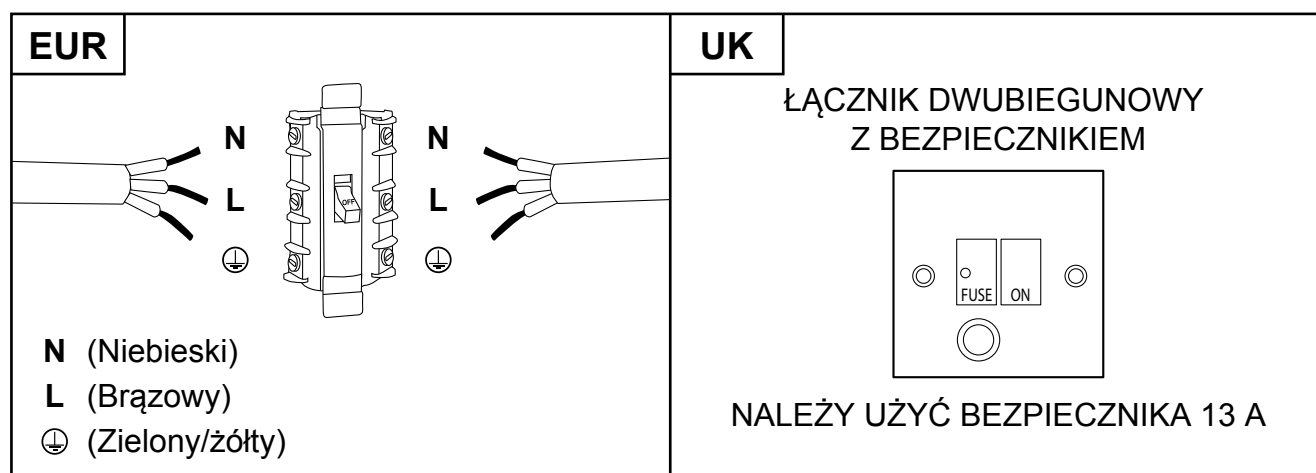 EUR
N
L
OFF
N
L
N (Niebieski)
L (Brązowy)
(Zielony/żółty)
UK
ŁĄCZNIK DWUBIEGUNOWY
Z BEZPIECZNIKIEM
FUSE ON
NALEŻY UŻYĆ BEZPIECZNIKA 13 A